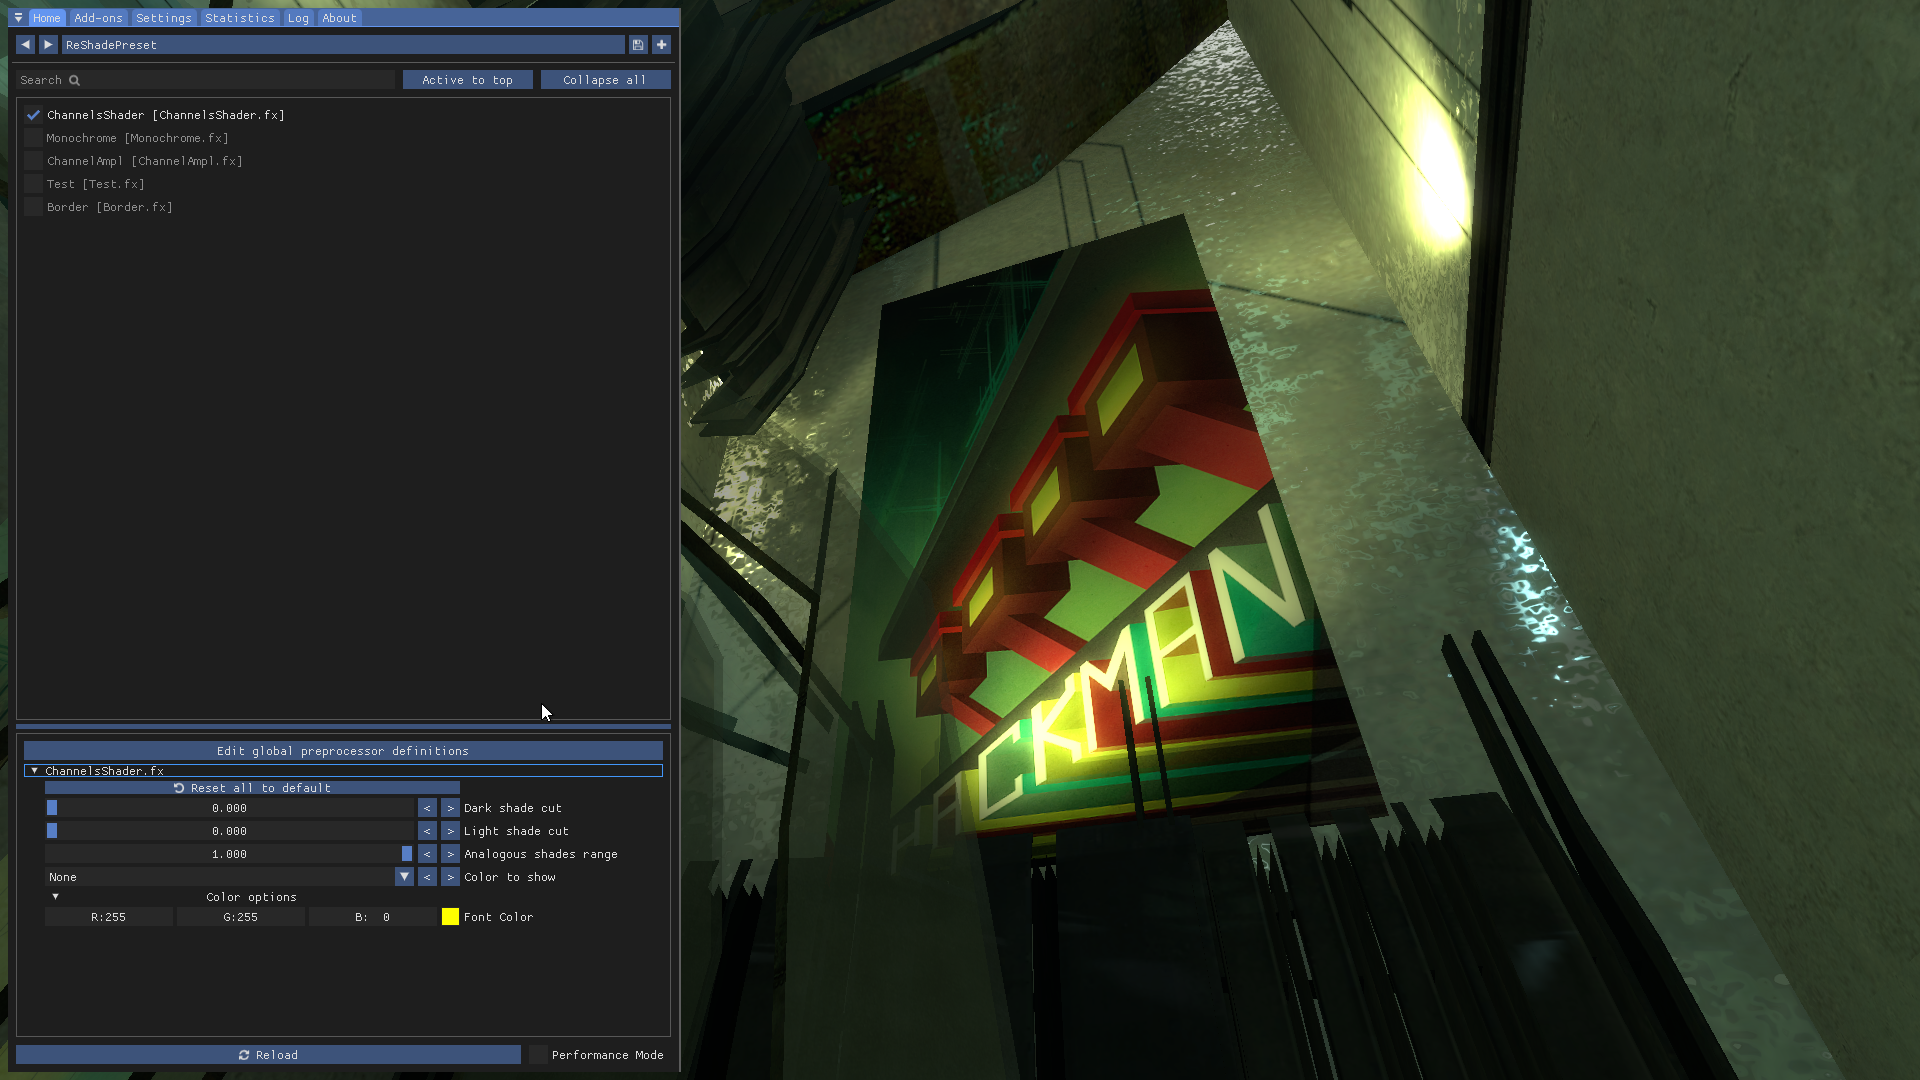 Home Add-ons Settings Statistics Log About
ReShadePreset
Search Active to top Collapse all
ChannelsShader [ChannelsShader.fx]
Monochrome [Monochrome.fx]
ChannelAmpl [ChannelAmpl.fx]
Test [Test.fx]
Border [Border.fx]
Edit global preprocessor definitions
ChannelsShader.fx
Reset all to default
0.000 < > Dark shade cut
0.000 < > Light shade cut
1.000 < > Analogous shades range
None < > Color to show
Color options
R:255 G:255 B: 0 Font Color
Reload Performance Mode
ACKMAN